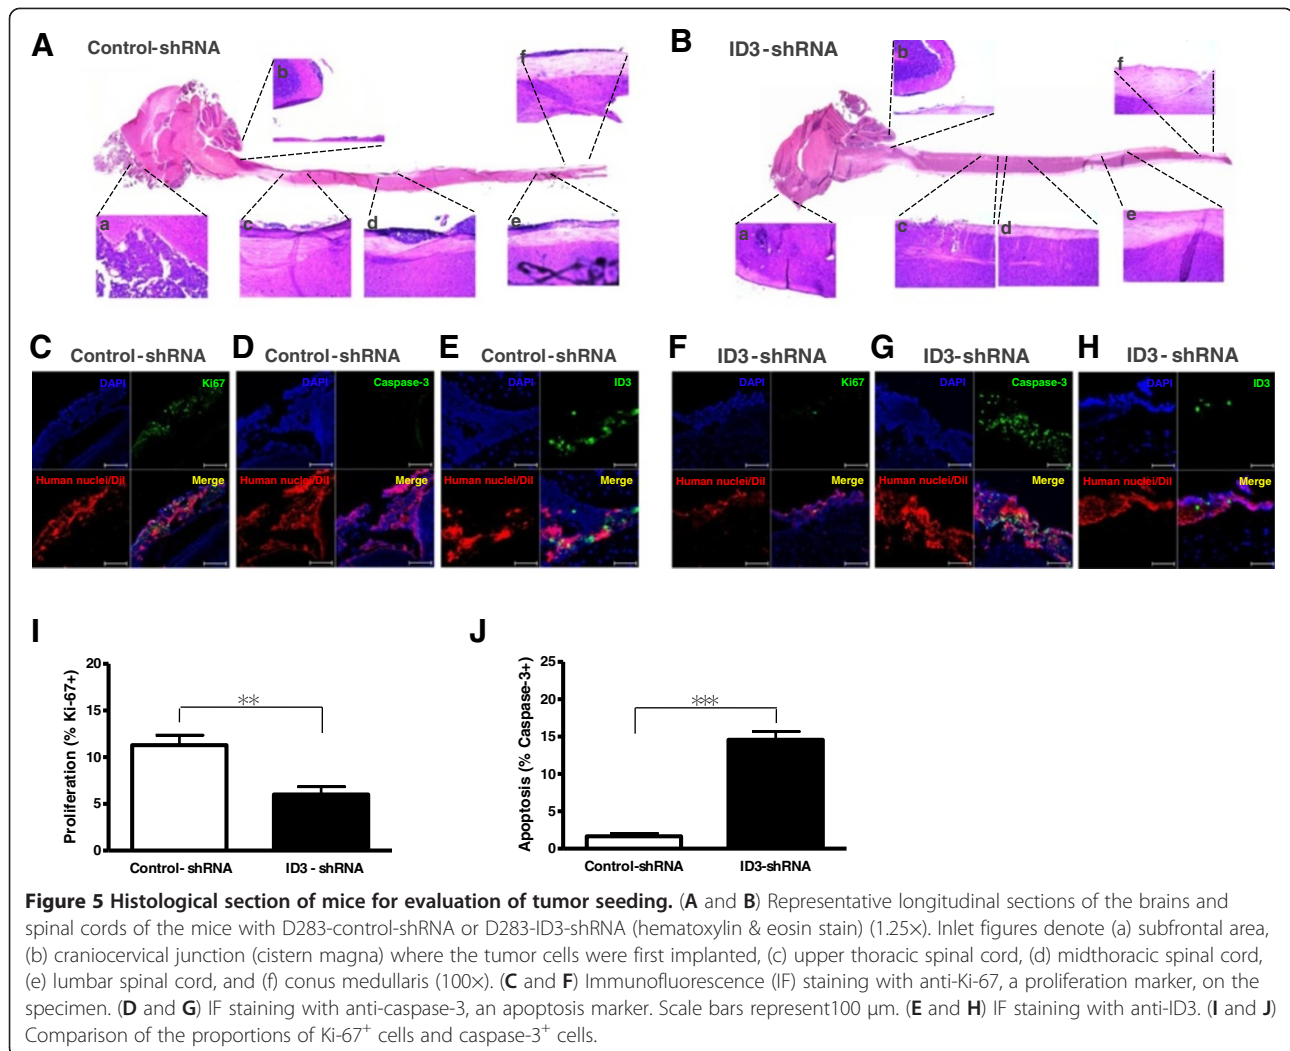 A Control-shRNA
B ID3-shRNA
b
f
a
c
d
e
b
f
a
c
d
e
C Control-shRNA
D Control-shRNA
E Control-shRNA
F ID3-shRNA
G ID3-shRNA
H ID3-shRNA
DAPI Ki67
Human nuclei/DiI Merge
DAPI Caspase-3
Human nuclei/DiI Merge
DAPI ID3
Human nuclei/DiI Merge
DAPI Ki67
Human nuclei/DiI Merge
DAPI Caspase-3
Human nuclei/DiI Merge
DAPI ID3
Human nuclei/DiI Merge
I
Proliferation (% Ki-67+)
20
15
10
5
0
**
Control-shRNA ID3-shRNA
J
Apoptosis (% Caspase-3+)
25
20
15
10
5
0
***
Control-shRNA ID3-shRNA
Figure 5 Histological section of mice for evaluation of tumor seeding. (A and B) Representative longitudinal sections of the brains and
spinal cords of the mice with D283-control-shRNA or D283-ID3-shRNA (hematoxylin & eosin stain) (1.25×). Inlet figures denote (a) subfrontal area,
(b) craniocervical junction (cistern magna) where the tumor cells were first implanted, (c) upper thoracic spinal cord, (d) midthoracic spinal cord,
(e) lumbar spinal cord, and (f) conus medullaris (100×). (C and F) Immunofluorescence (IF) staining with anti-Ki-67, a proliferation marker, on the
specimen. (D and G) IF staining with anti-caspase-3, an apoptosis marker. Scale bars represent100 μm. (E and H) IF staining with anti-ID3. (I and J)
Comparison of the proportions of Ki-67⁺ cells and caspase-3⁺ cells.